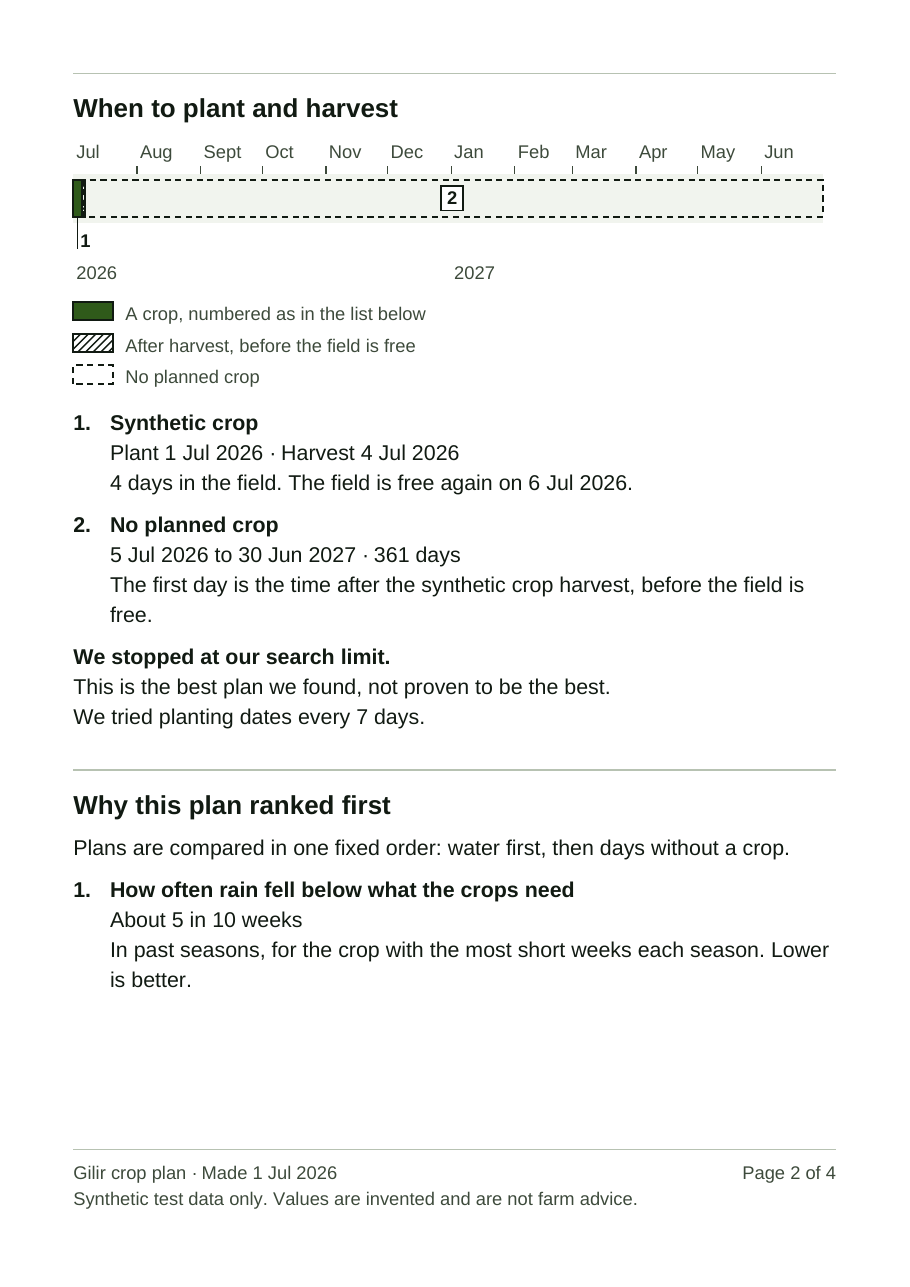 When to plant and harvest
Jul Aug Sept Oct Nov Dec Jan Feb Mar Apr May Jun
2
1
2026 2027
A crop, numbered as in the list below
After harvest, before the field is free
No planned crop
1. Synthetic crop
Plant 1 Jul 2026 · Harvest 4 Jul 2026
4 days in the field. The field is free again on 6 Jul 2026.
2. No planned crop
5 Jul 2026 to 30 Jun 2027 · 361 days
The first day is the time after the synthetic crop harvest, before the field is
free.
We stopped at our search limit.
This is the best plan we found, not proven to be the best.
We tried planting dates every 7 days.
Why this plan ranked first
Plans are compared in one fixed order: water first, then days without a crop.
1. How often rain fell below what the crops need
About 5 in 10 weeks
In past seasons, for the crop with the most short weeks each season. Lower
is better.
Gilir crop plan · Made 1 Jul 2026 Page 2 of 4
Synthetic test data only. Values are invented and are not farm advice.